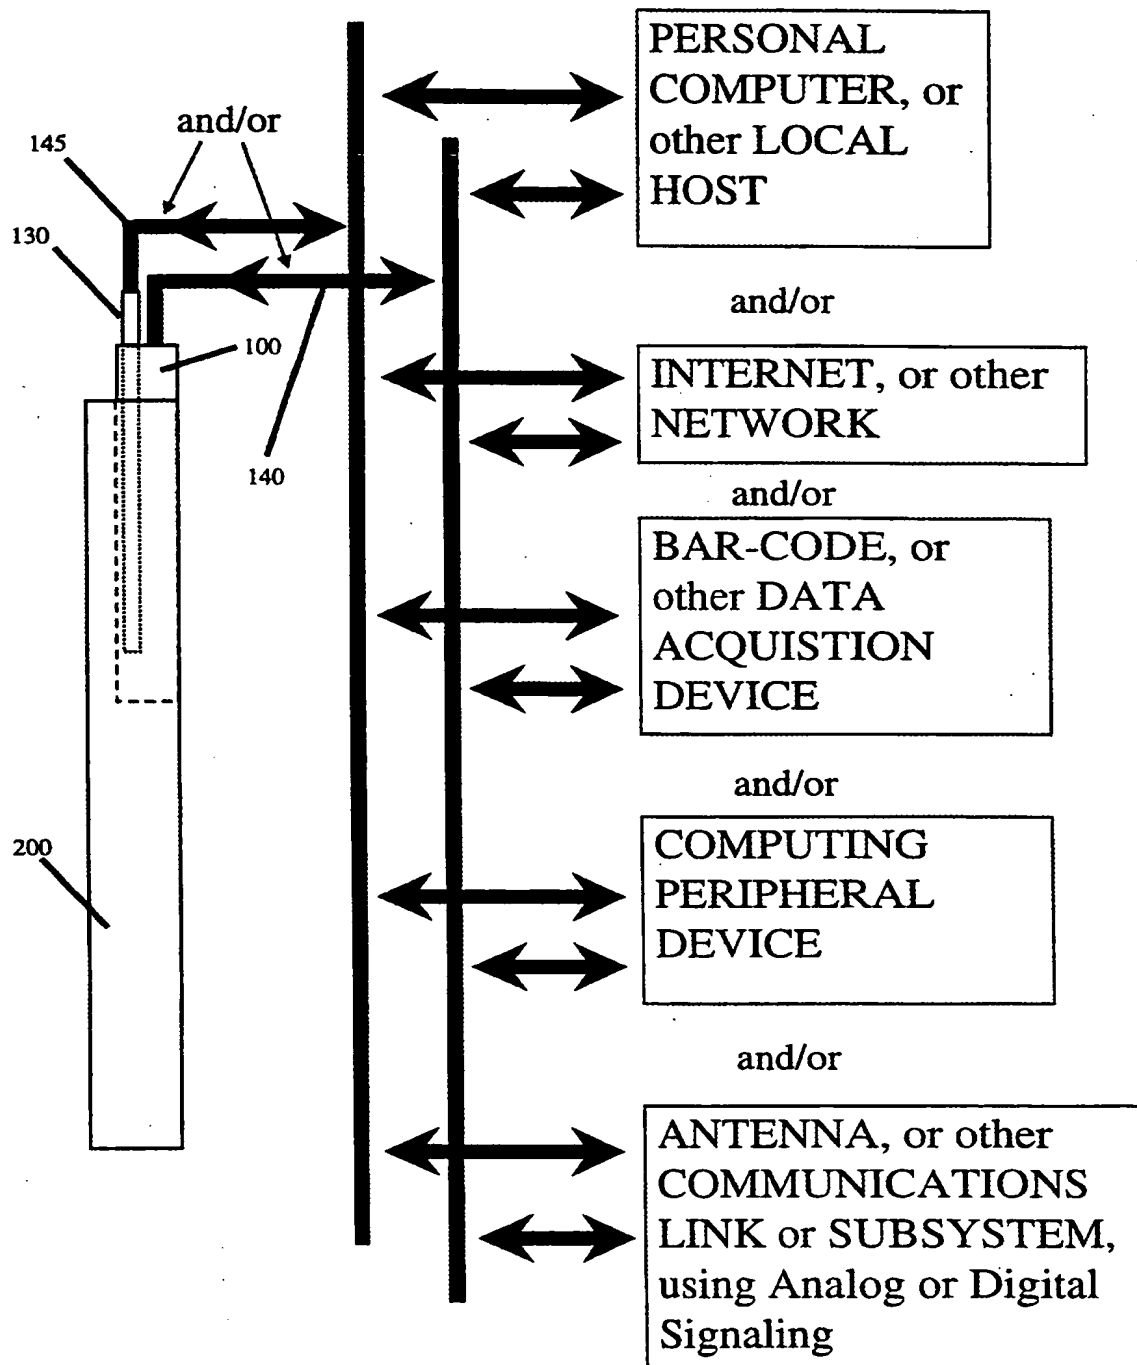 and/or
145
130
100
140
200
PERSONAL
COMPUTER, or
other LOCAL
HOST
and/or
INTERNET, or other
NETWORK
and/or
BAR-CODE, or
other DATA
ACQUISTION
DEVICE
and/or
COMPUTING
PERIPHERAL
DEVICE
and/or
ANTENNA, or other
COMMUNICATIONS
LINK or SUBSYSTEM,
using Analog or Digital
Signaling